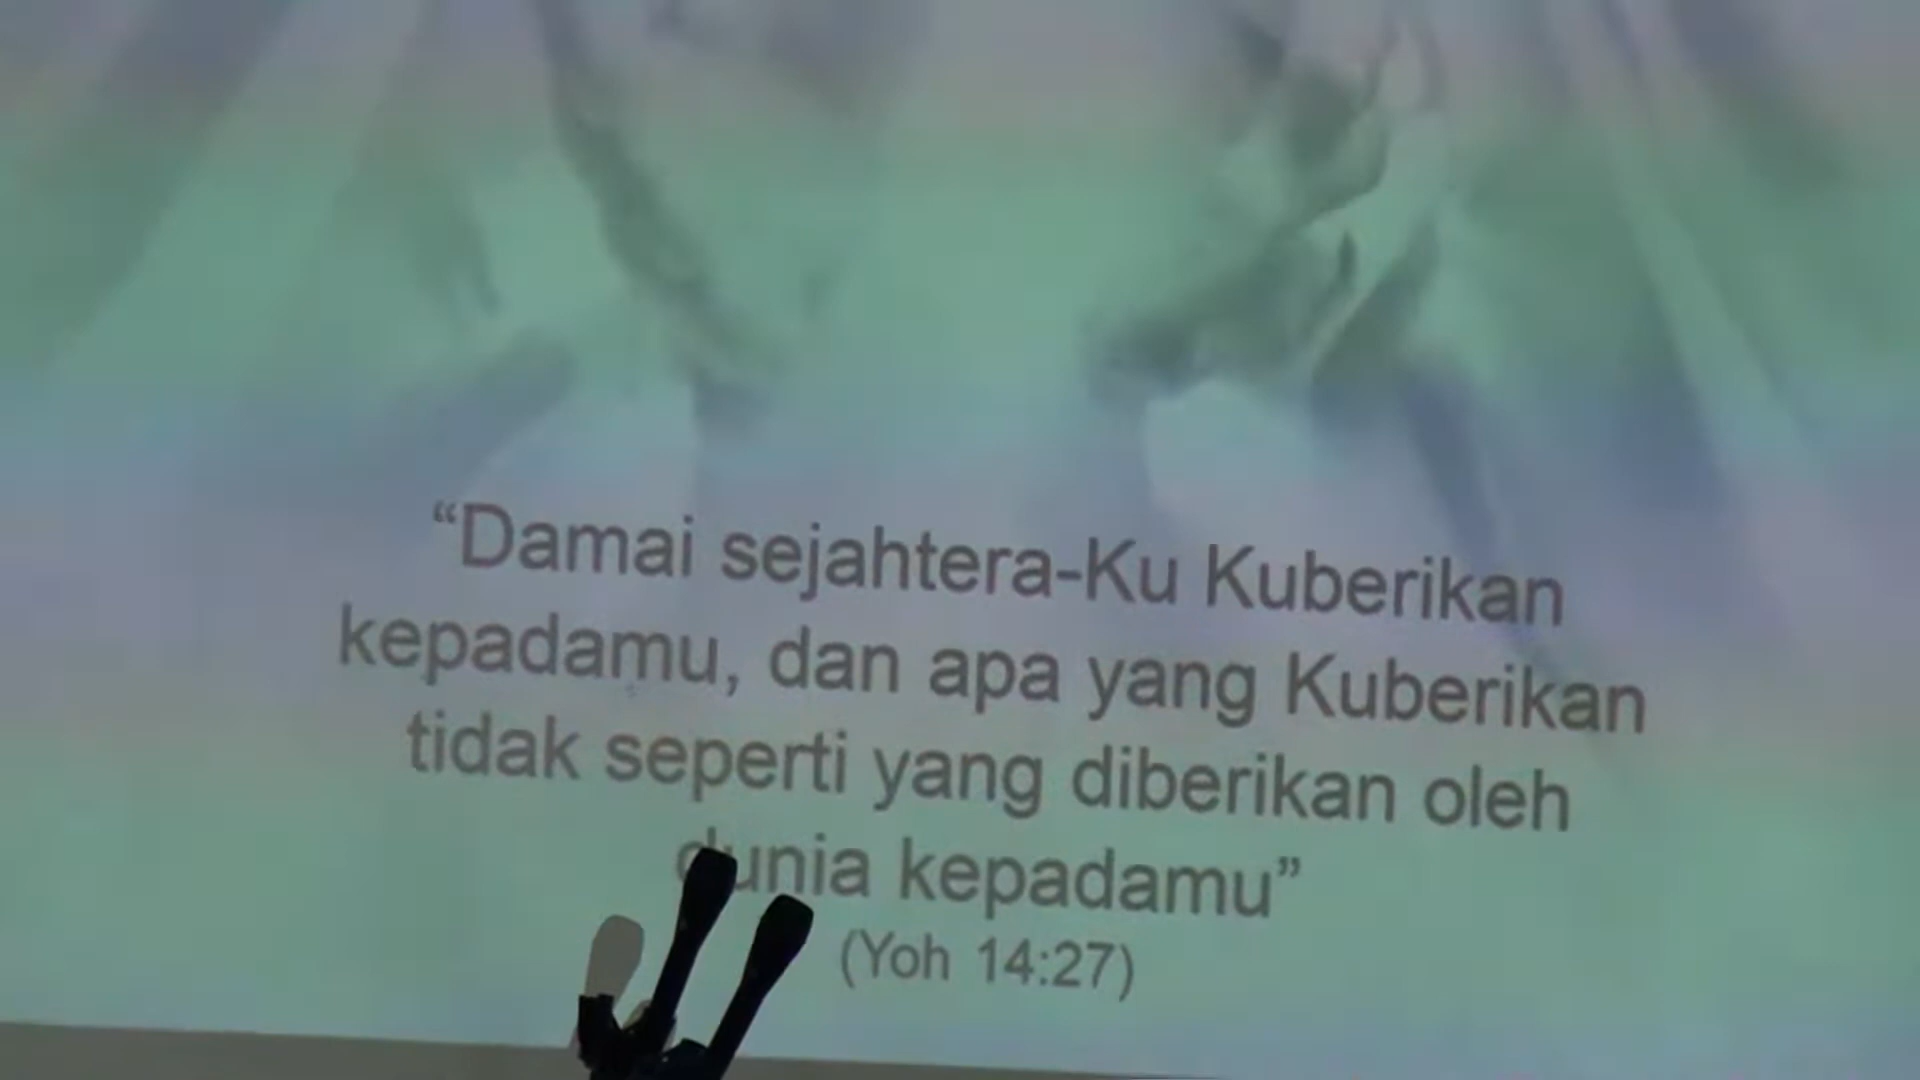 “Damai sejahtera-Ku Kuberikan
kepadamu, dan apa yang Kuberikan
tidak seperti yang diberikan oleh
dunia kepadamu”
(Yoh 14:27)